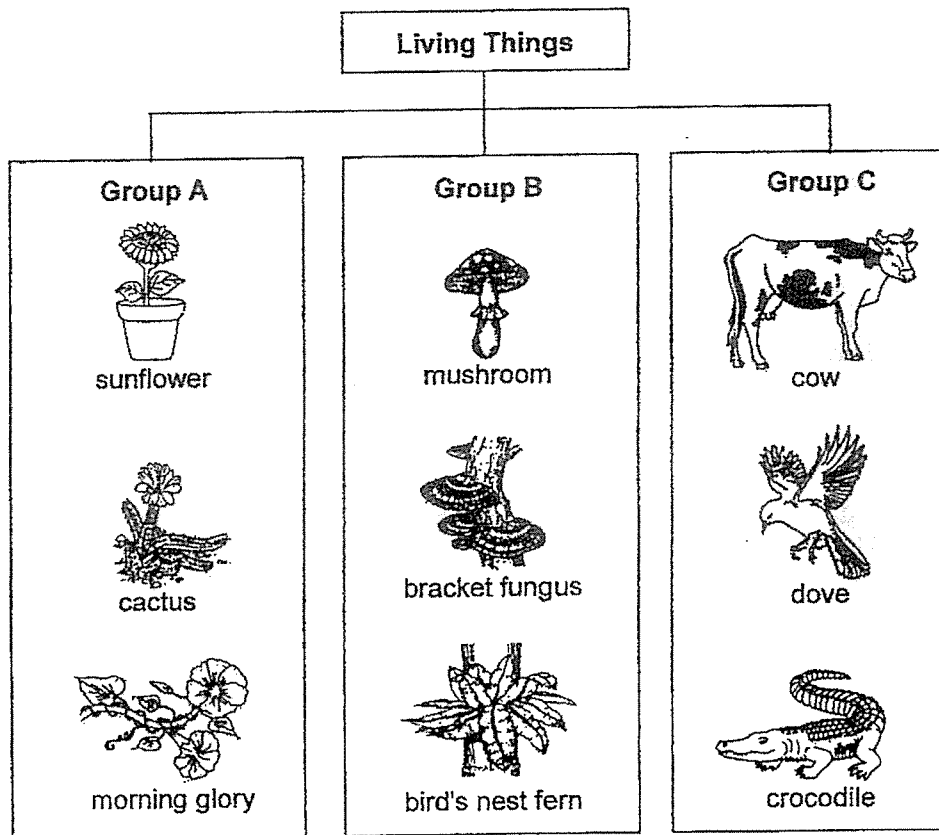 Living Things
Group A
sunflower
cactus
morning glory
Group B
mushroom
bracket fungus
bird's nest fern
Group C
cow
dove
crocodile